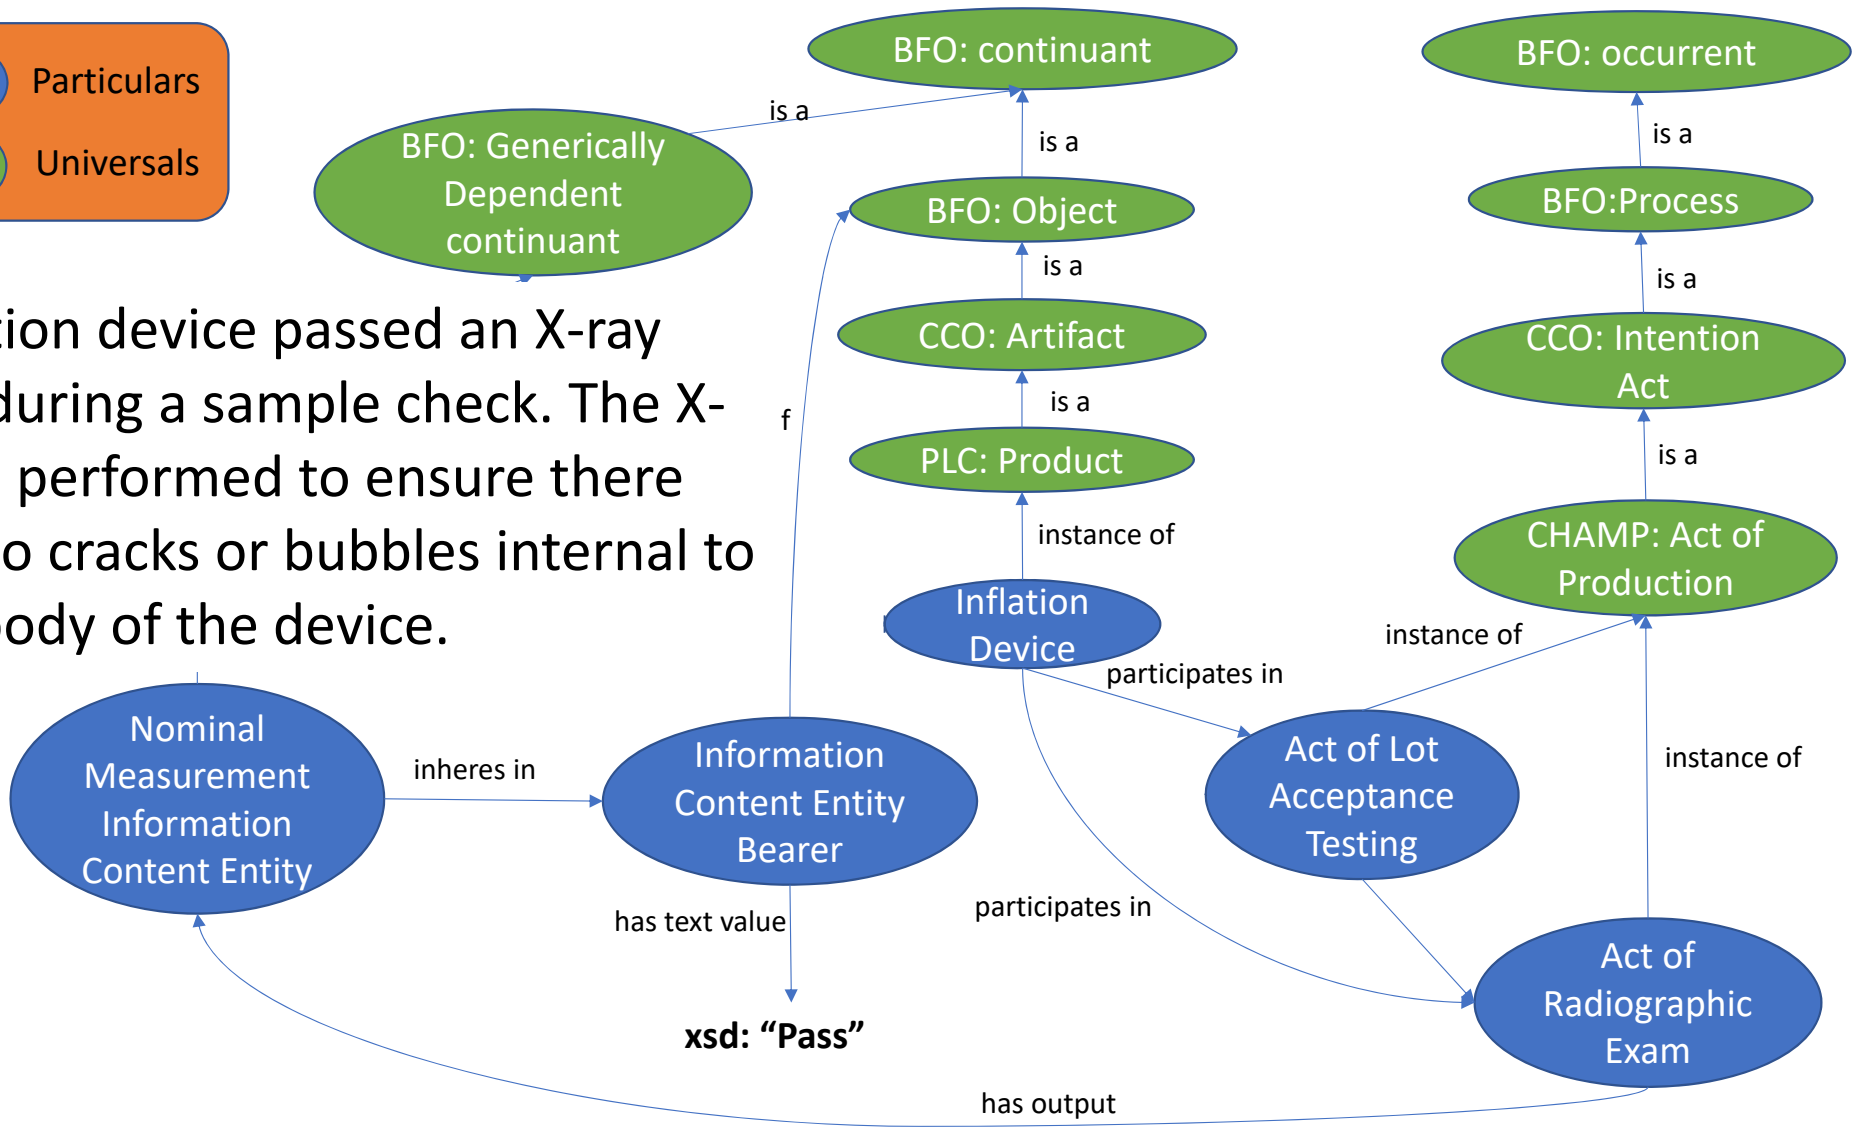 Particulars
Universals
BFO: continuant
BFO: occurrent
is a
BFO: Generically
Dependent
continuant
is a
is a
BFO: Object
BFO:Process
is a
is a
tion device passed an X-ray
during a sample check. The X-
performed to ensure there
o cracks or bubbles internal to
body of the device.
CCO: Artifact
CCO: Intention
Act
f
is a
is a
PLC: Product
instance of
CHAMP: Act of
Production
Inflation
Device
instance of
participates in
Nominal
Measurement
Information
Content Entity
inheres in
Information
Content Entity
Bearer
Act of Lot
Acceptance
Testing
instance of
has text value
participates in
xsd: “Pass”
Act of
Radiographic
Exam
has output